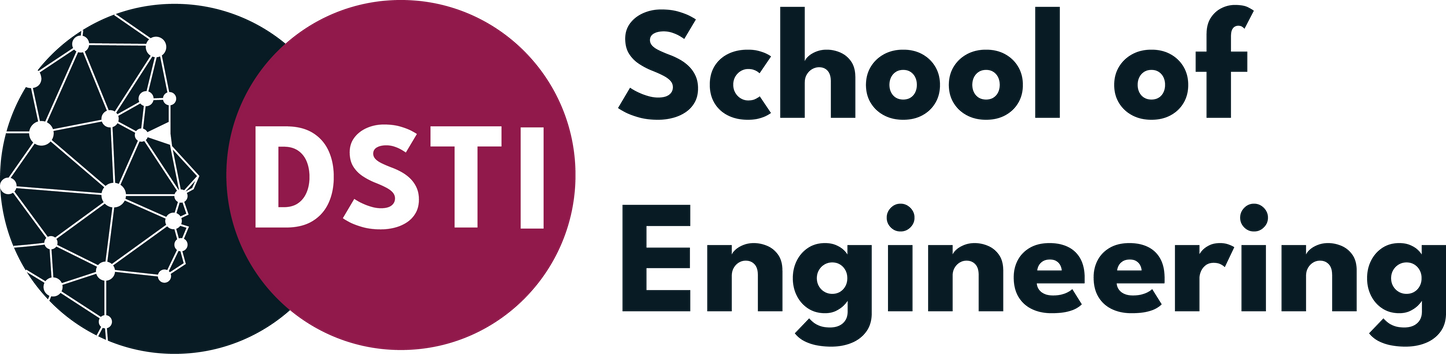 DSTI
School of
Engineering